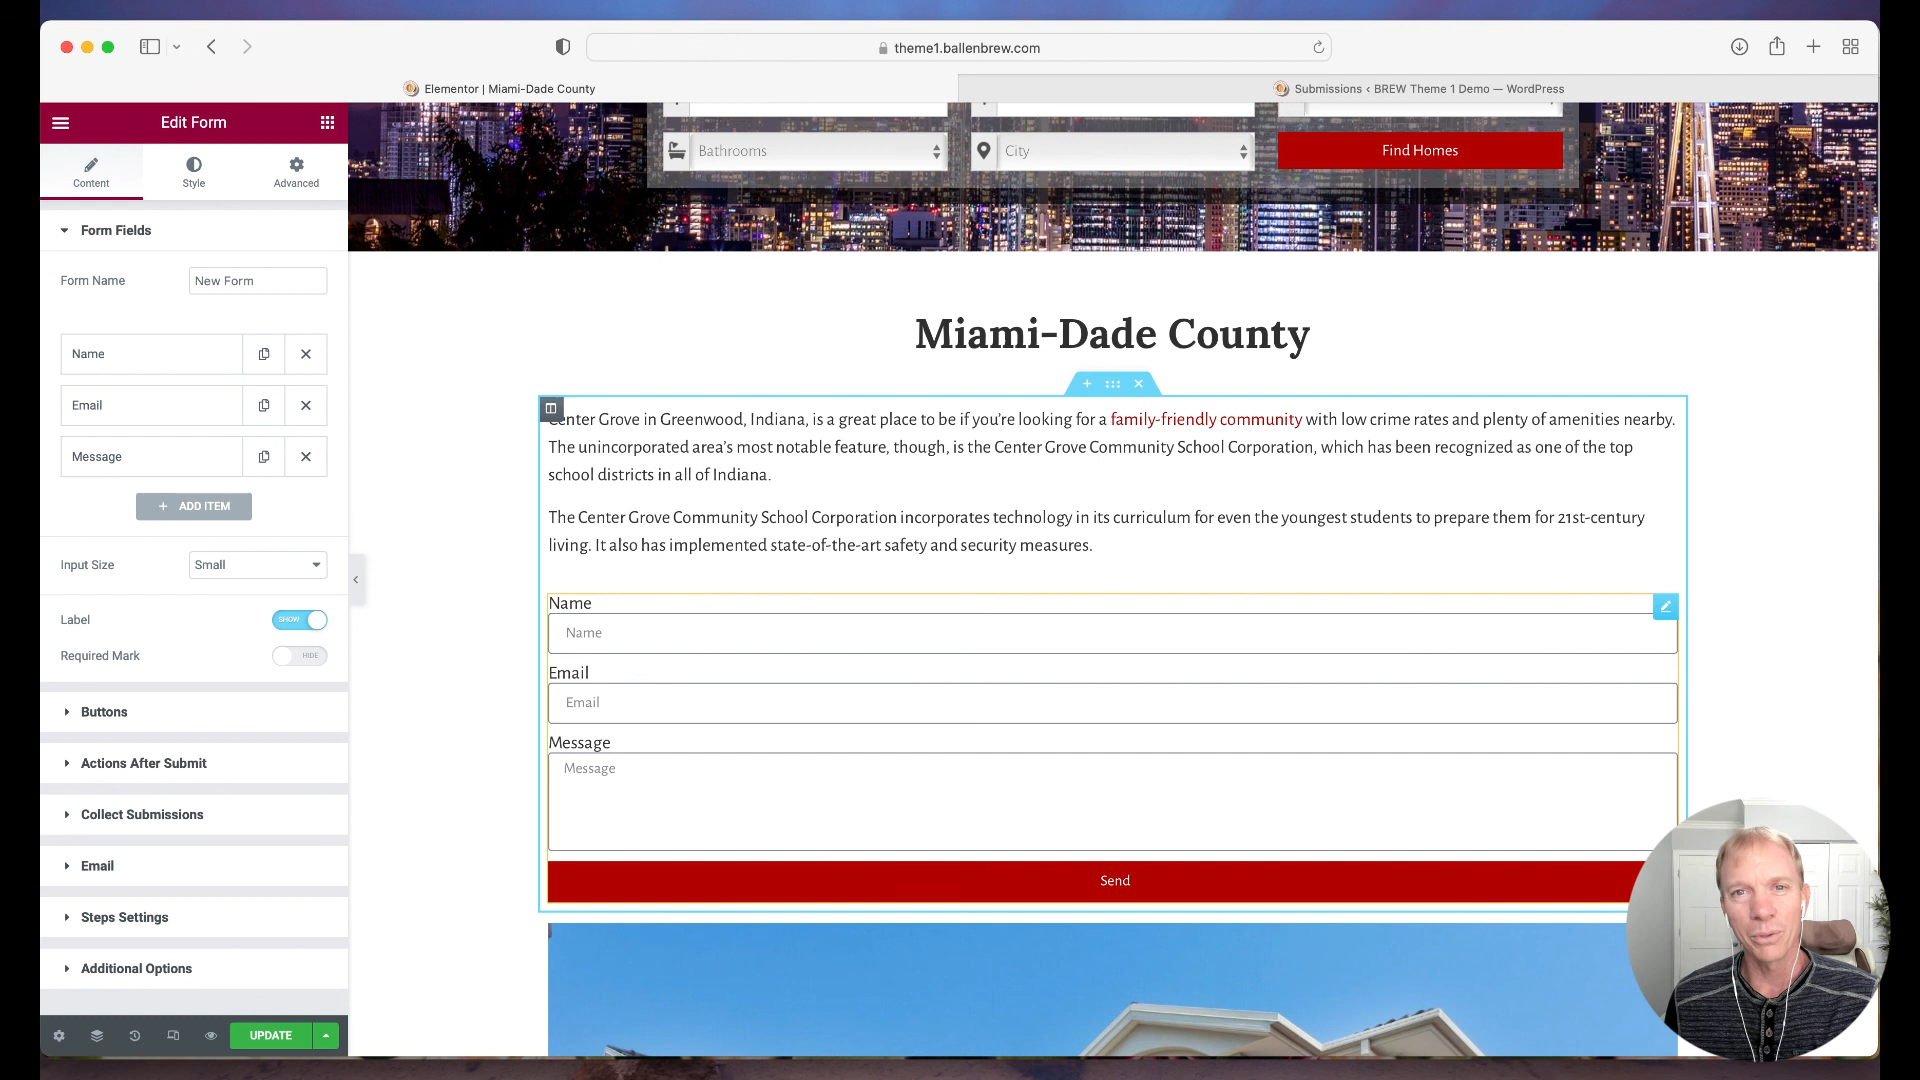 theme1.ballenbrew.com
Elementor | Miami-Dade County
Submissions ‹ BREW Theme 1 Demo — WordPress
Edit Form
Content
Style
Advanced
Form Fields
Form Name
New Form
Name
Email
Message
+ ADD ITEM
Input Size
Small
Label
SHOW
Required Mark
HIDE
Buttons
Actions After Submit
Collect Submissions
Email
Steps Settings
Additional Options
UPDATE
Bathrooms
City
Find Homes
Miami-Dade County
Center Grove in Greenwood, Indiana, is a great place to be if you’re looking for a family-friendly community with low crime rates and plenty of amenities nearby.
The unincorporated area’s most notable feature, though, is the Center Grove Community School Corporation, which has been recognized as one of the top
school districts in all of Indiana.
The Center Grove Community School Corporation incorporates technology in its curriculum for even the youngest students to prepare them for 21st-century
living. It also has implemented state-of-the-art safety and security measures.
Name
Name
Email
Email
Message
Message
Send